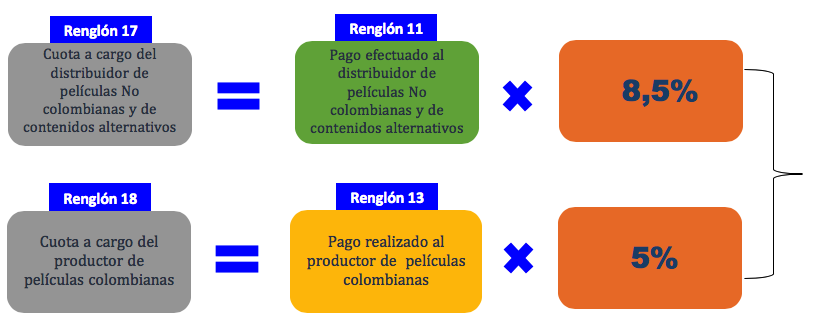 Renglón 17
Cuota a cargo del
distribuidor de
películas No
colombianas y de
contenidos alternativos
Renglón 11
Pago efectuado al
distribuidor de
películas No
colombianas y de
contenidos alternativos
8,5%
Renglón 18
Cuota a cargo del
productor de
películas colombianas
Renglón 13
Pago realizado al
productor de películas
colombianas
5%